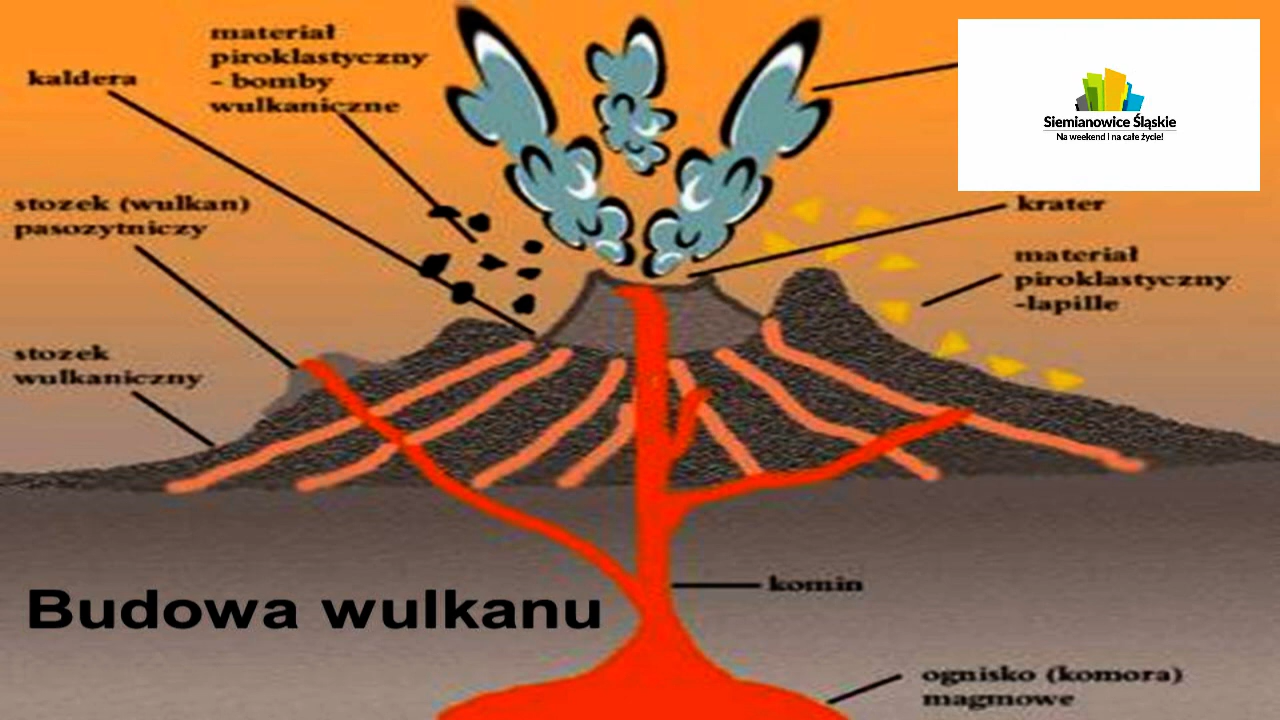 materiał
piroklastyczny
- bomby
wulkaniczne
kaldera
stozek (wulkan)
pasozytniczy
stozek
wulkaniczny
Siemianowice Śląskie
Na weekend i na całe życie!
krater
materiał
piroklastyczny
-lapille
komin
Budowa wulkanu
ognisko (komora)
magmowe